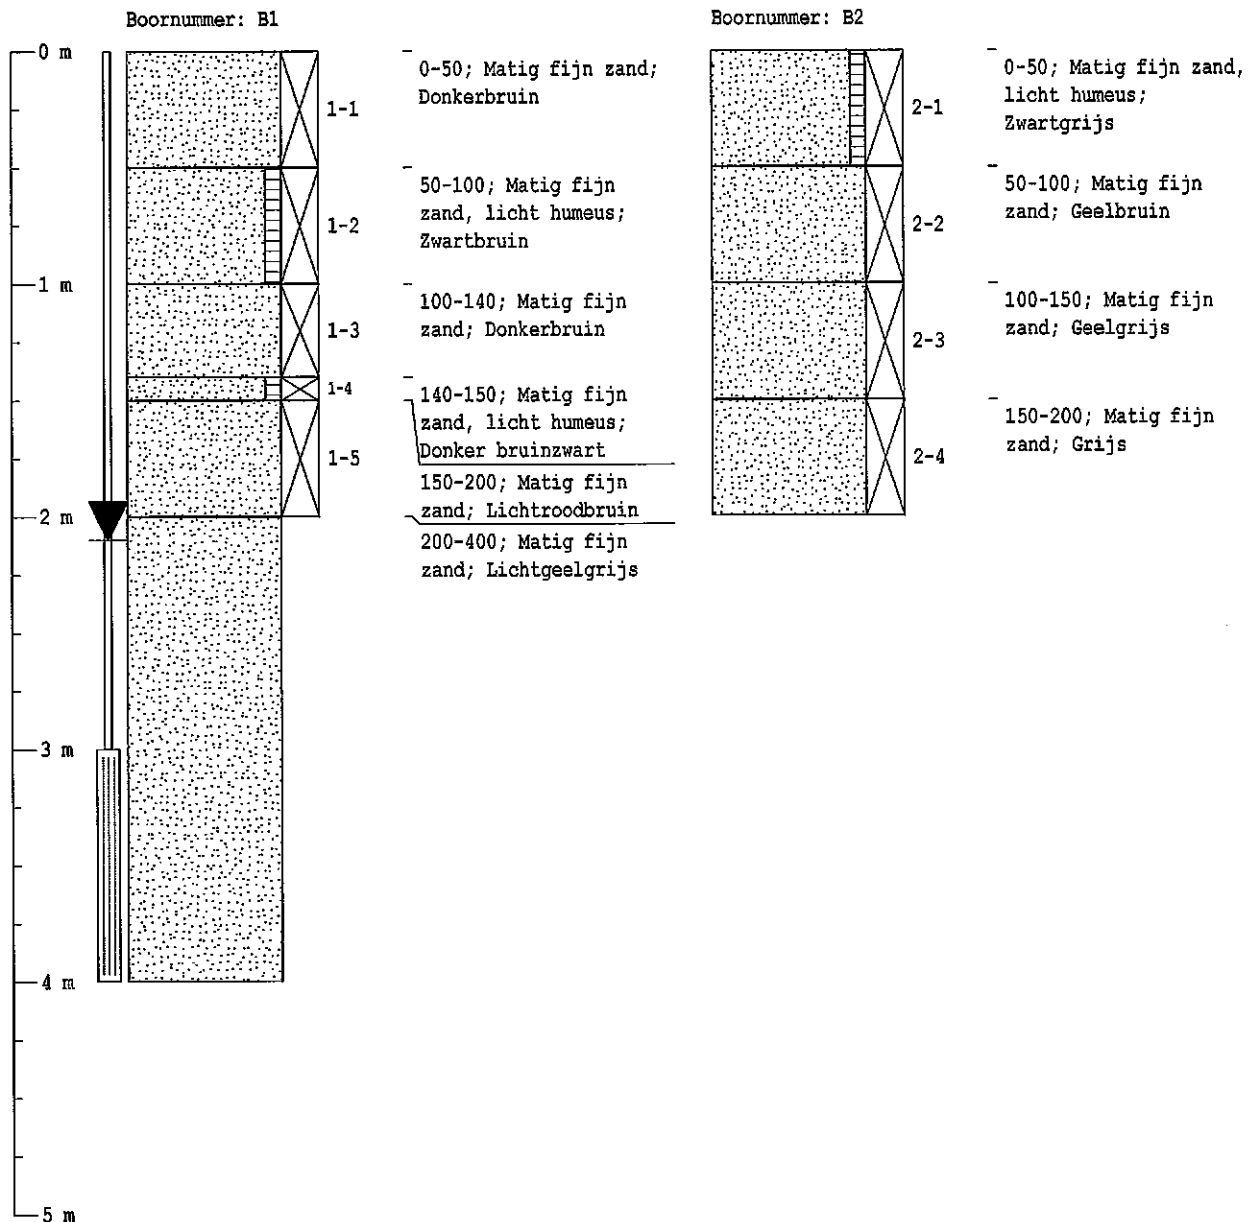 Boornummer: B1
0 m
1-1
0-50; Matig fijn zand;
Donkerbruin
1-2
50-100; Matig fijn
zand, licht humeus;
Zwartbruin
1 m
1-3
100-140; Matig fijn
zand; Donkerbruin
1-4
140-150; Matig fijn
zand, licht humeus;
Donker bruinzwart
1-5
150-200; Matig fijn
zand; Lichtroodbruin
2 m
200-400; Matig fijn
zand; Lichtgeelgrijs
3 m
4 m
5 m
Boornummer: B2
2-1
0-50; Matig fijn zand,
licht humeus;
Zwartgrijs
2-2
50-100; Matig fijn
zand; Geelbruin
2-3
100-150; Matig fijn
zand; Geelgrijs
2-4
150-200; Matig fijn
zand; Grijs